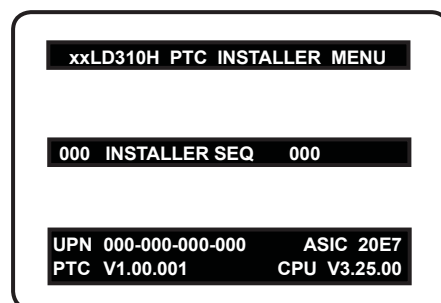 xxLD310H PTC INSTALLER MENU
000 INSTALLER SEQ 000
UPN 000-000-000-000 ASIC 20E7
PTC V1.00.001 CPU V3.25.00